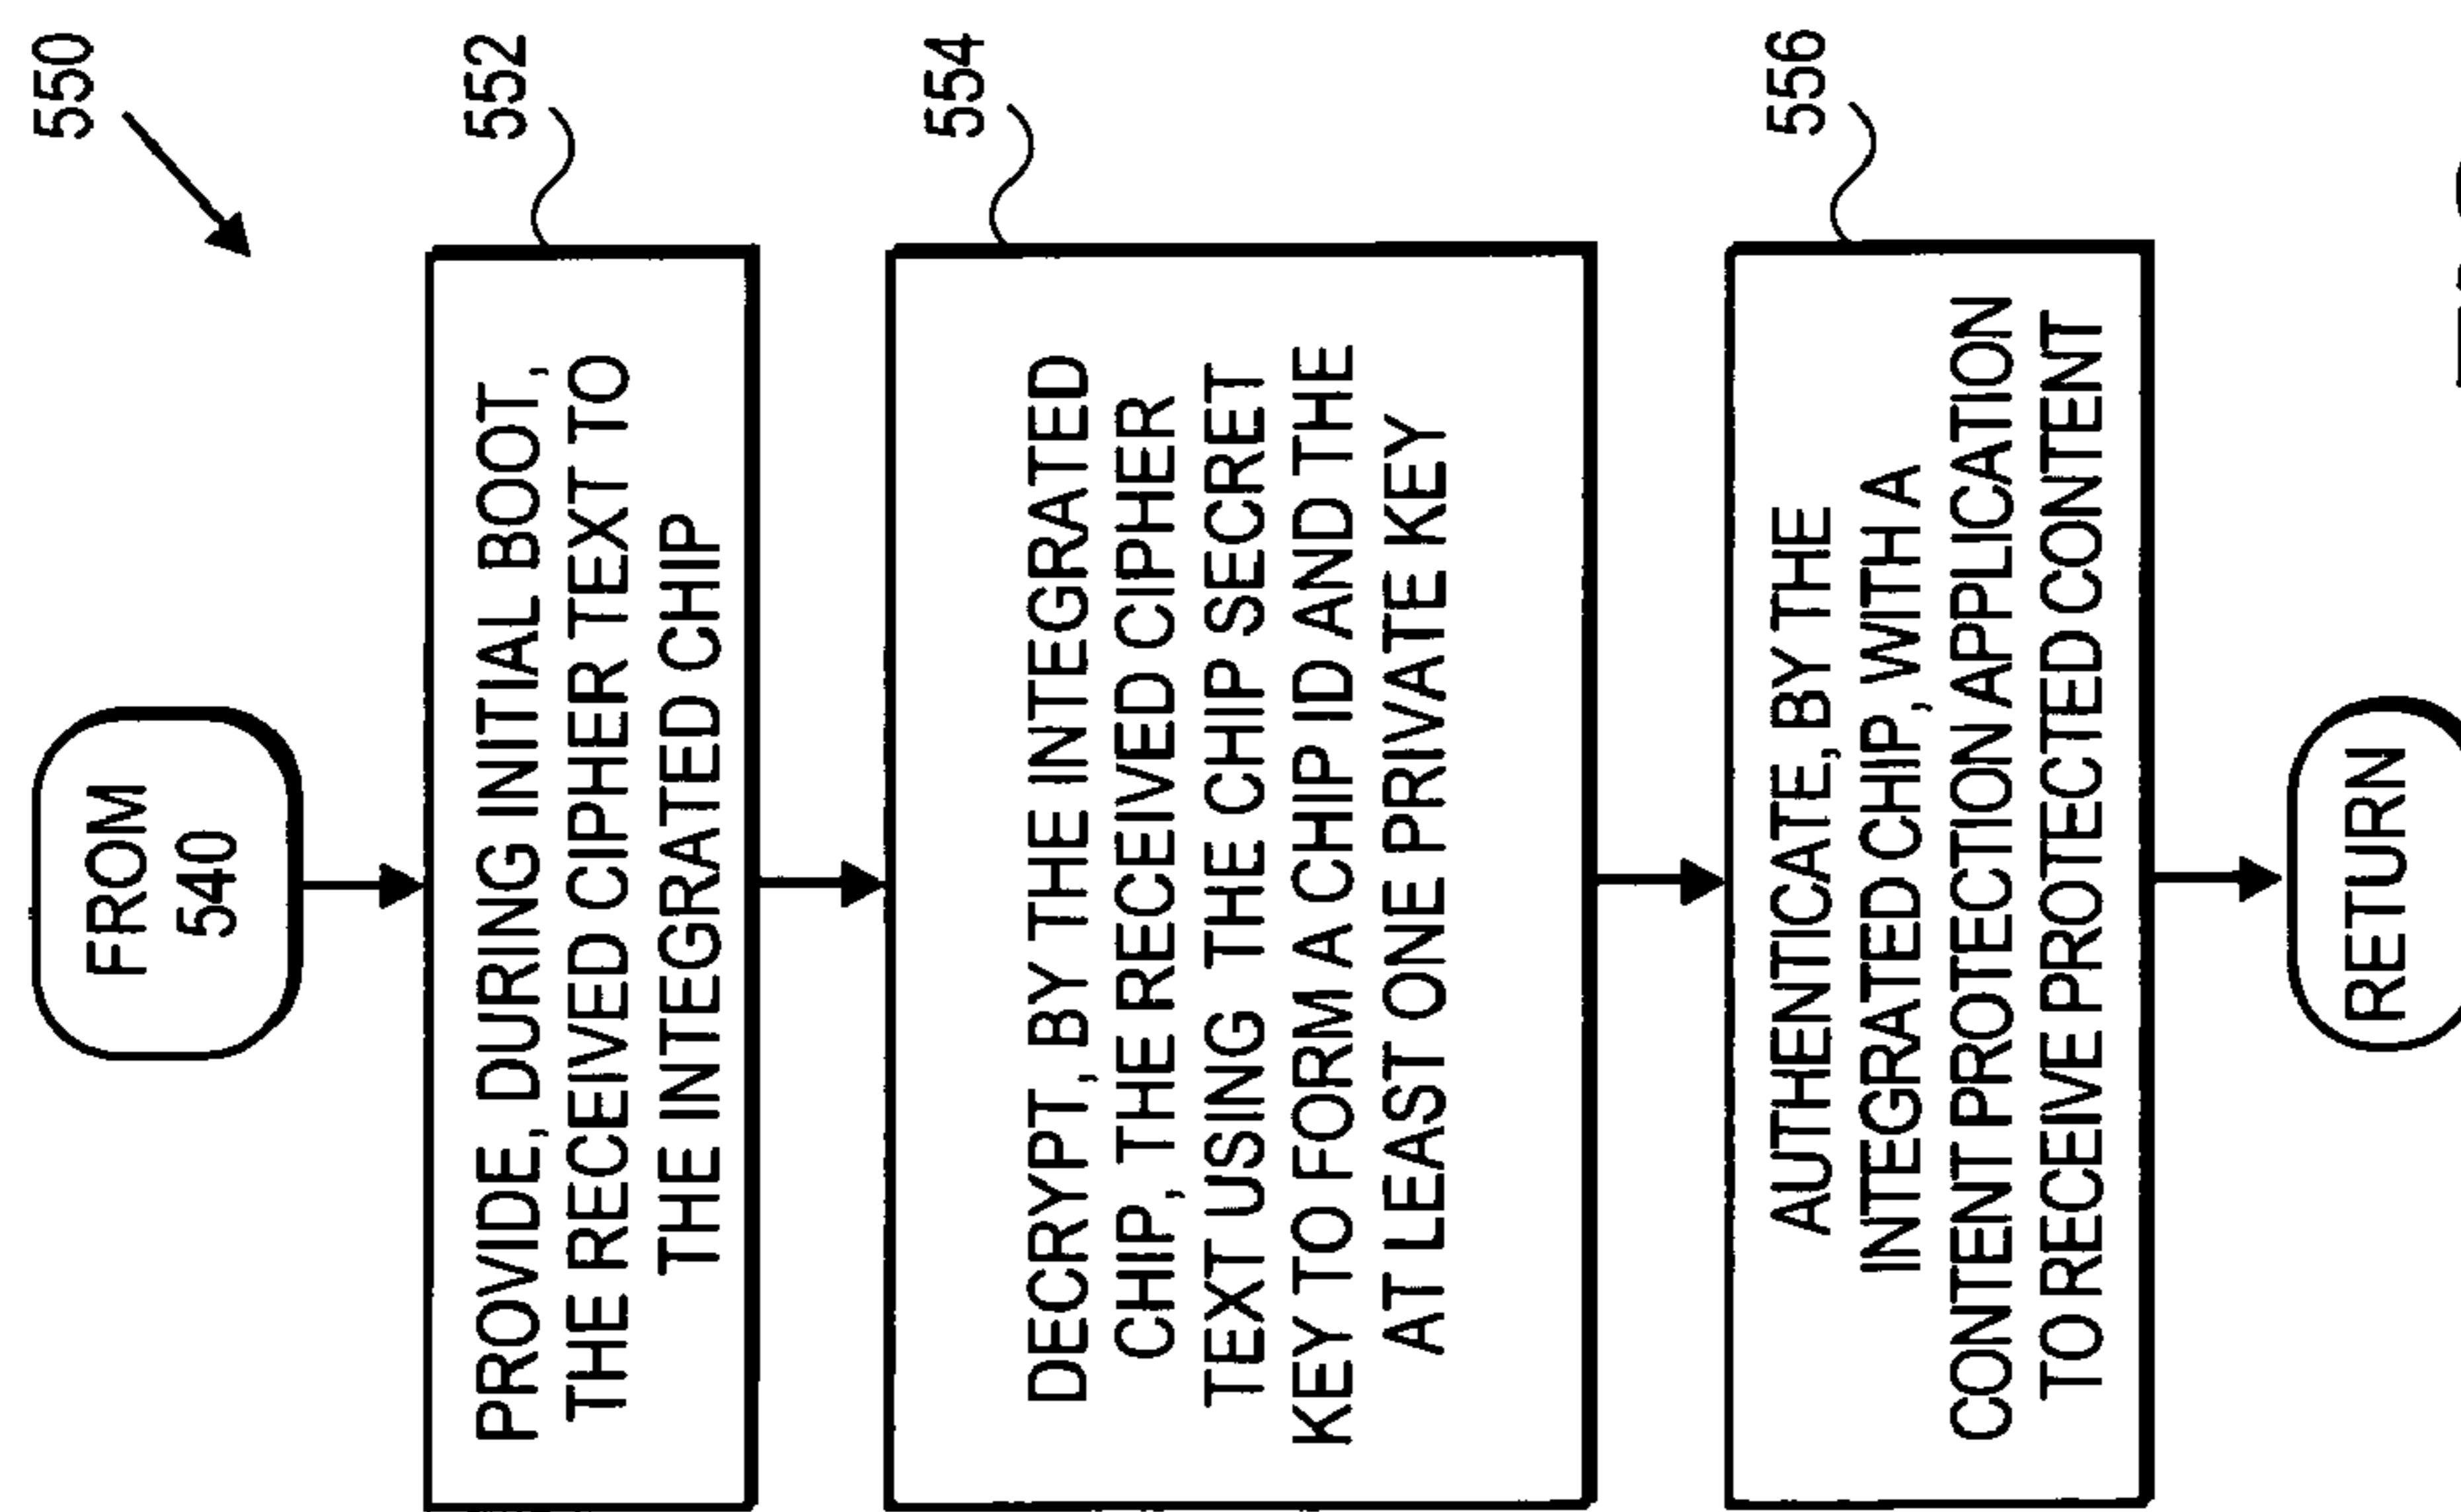 550
FROM
540
552
PROVIDE, DURING INITIAL BOOT,
THE RECEIVED CIPHER TEXT TO
THE INTEGRATED CHIP
554
DECRYPT, BY THE INTEGRATED
CHIP, THE RECEIVED CIPHER
TEXT USING THE CHIP SECRET
KEY TO FORM A CHIP ID AND THE
AT LEAST ONE PRIVATE KEY
556
AUTHENTICATE, BY THE
INTEGRATED CHIP, WITH A
CONTENT PROTECTION APPLICATION
TO RECEIVE PROTECTED CONTENT
RETURN